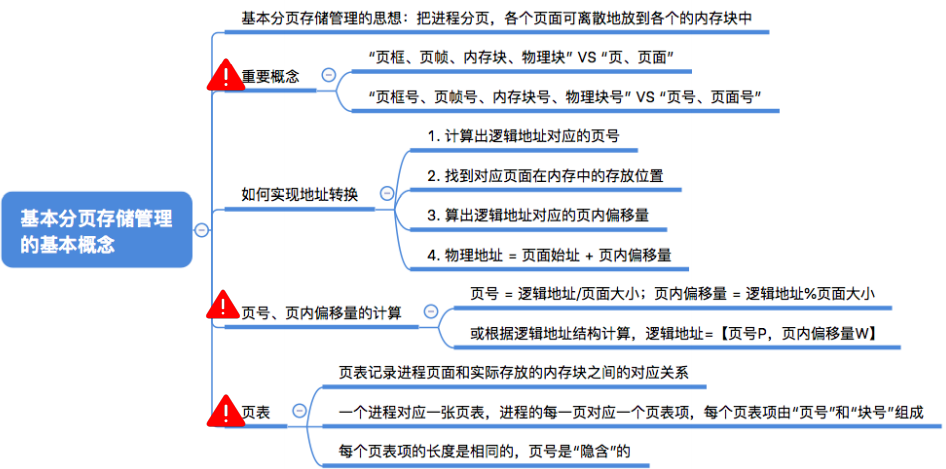 基本分页存储管理的思想：把进程分页，各个页面可离散地放到各个的内存块中
重要概念
“页框、页帧、内存块、物理块” VS “页、页面”
“页框号、页帧号、内存块号、物理块号” VS “页号、页面号”
基本分页存储管理
的基本概念
如何实现地址转换
1. 计算出逻辑地址对应的页号
2. 找到对应页面在内存中的存放位置
3. 算出逻辑地址对应的页内偏移量
4. 物理地址 = 页面始址 + 页内偏移量
页号、页内偏移量的计算
页号 = 逻辑地址/页面大小；页内偏移量 = 逻辑地址%页面大小
或根据逻辑地址结构计算，逻辑地址=【页号P，页内偏移量W】
页表
页表记录进程页面和实际存放的内存块之间的对应关系
一个进程对应一张页表，进程的每一页对应一个页表项，每个页表项由“页号”和“块号”组成
每个页表项的长度是相同的，页号是“隐含”的